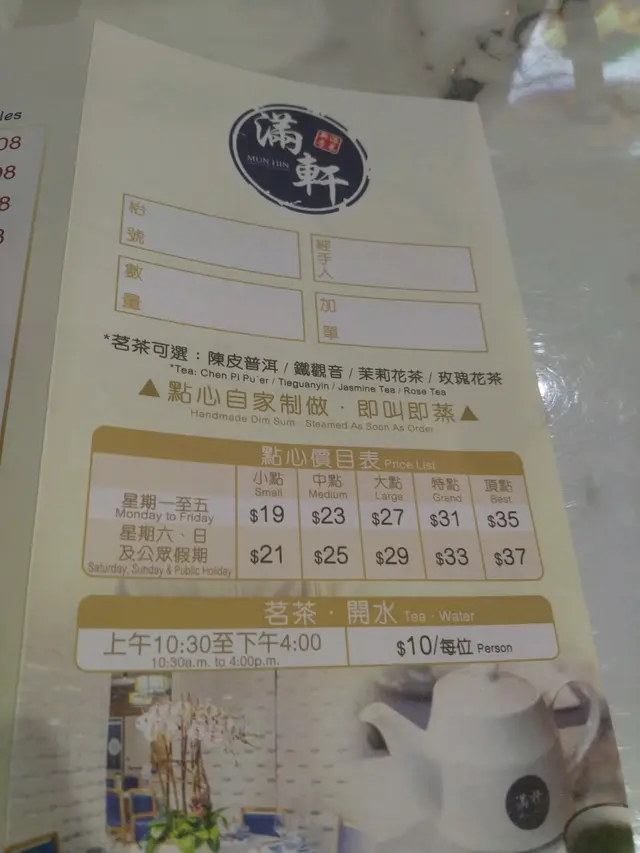 les
08
08
8
3
滿軒
MUN HIN
枱號
經手人
數量
加單
*茗茶可選：陳皮普洱 / 鐵觀音 / 茉莉花茶 / 玫瑰花茶
*Tea: Chen Pi Pu'er / Tieguanyin / Jasmine Tea / Rose Tea
▲點心自家制做 · 即叫即蒸▲
Handmade Dim Sum · Steamed As Soon As Order
點心價目表 Price List
小點 中點 大點 特點 頂點
Small Medium Large Grand Best
星期一至五 $19 $23 $27 $31 $35
Monday to Friday
星期六、日
及公眾假期 $21 $25 $29 $33 $37
Saturday, Sunday & Public Holiday
茗茶 · 開水 Tea · Water
上午10:30至下午4:00 $10/每位 Person
10:30a.m. to 4:00p.m.
滿軒